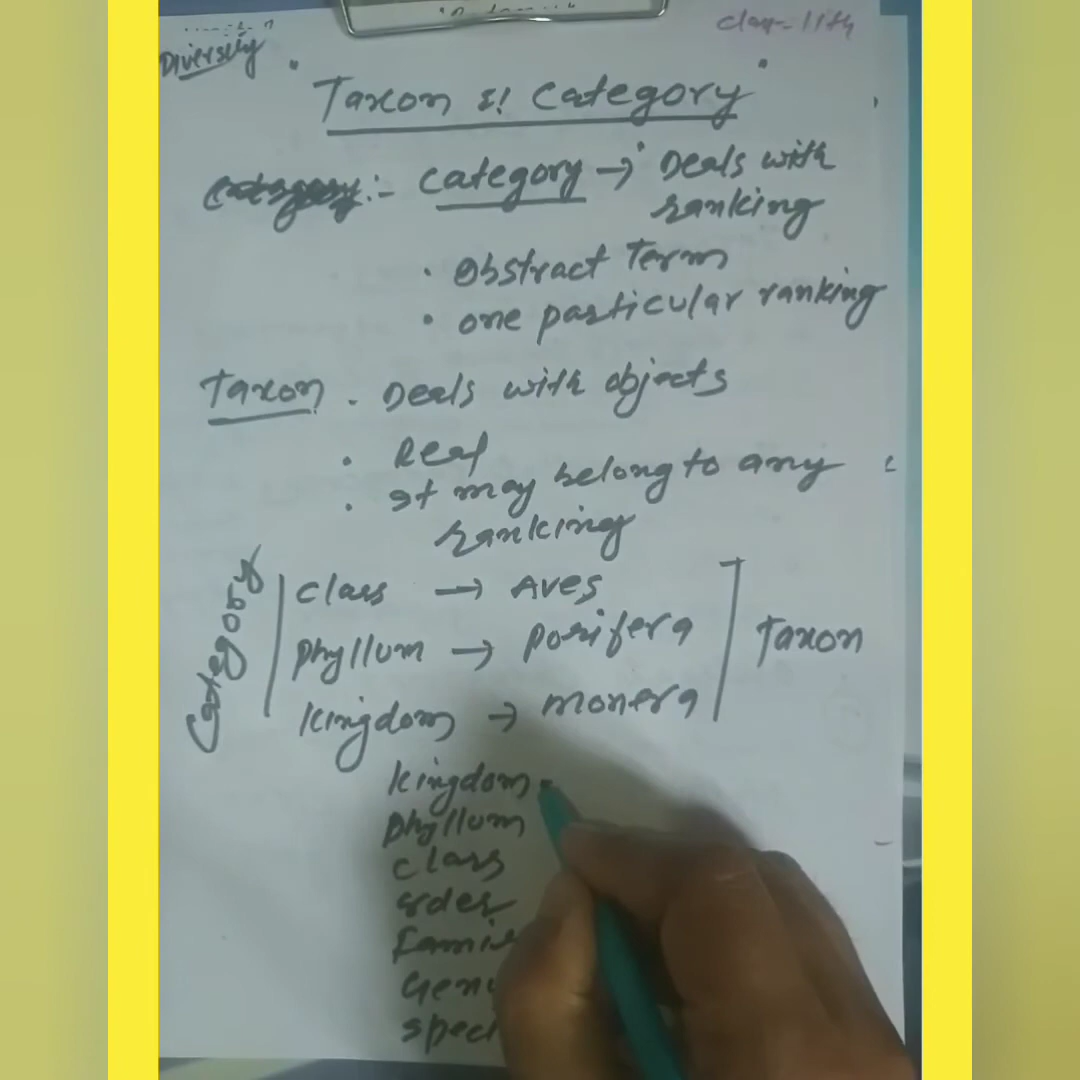 class-11th
Diversity
"Taxon &! Category"
Category:- Category → Deals with
ranking
• Obstract Term
• one particular ranking
Taxon . Deals with objects
• Real
• It may belong to any
ranking
Category
class → Aves
Phyllum → Porifera
Kingdom → monera
Taxon
Kingdom
Phyllum
class
order